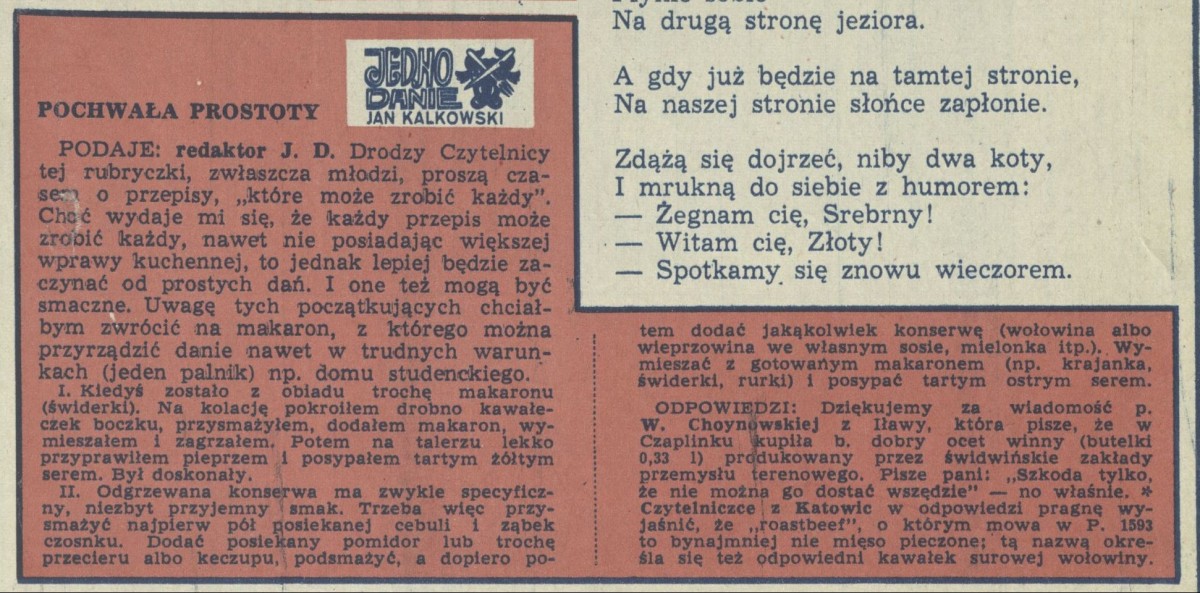 JEDNO
DANIE
JAN KALKOWSKI
POCHWAŁA PROSTOTY
PODAJE: redaktor J. D. Drodzy Czytelnicy
tej rubryczki, zwłaszcza młodzi, proszą cza-
sem o przepisy, „które może zrobić każdy”.
Choć wydaje mi się, że każdy przepis może
zrobić każdy, nawet nie posiadając większej
wprawy kuchennej, to jednak lepiej będzie za-
czynać od prostych dań. I one też mogą być
smaczne. Uwagę tych początkujących chciał-
bym zwrócić na makaron, z którego można
przyrządzić danie nawet w trudnych warun-
kach (jeden palnik) np. domu studenckiego.
I. Kiedyś zostało z obiadu trochę makaronu
(świderki). Na kolację pokroiłem drobno kawałe-
czek boczku, przysmażyłem, dodałem makaron, wy-
mieszałem i zagrzałem. Potem na talerzu lekko
przyprawiłem pieprzem i posypałem tartym żółtym
serem. Był doskonały.
II. Odgrzewana konserwa ma zwykle specyficz-
ny, niezbyt przyjemny smak. Trzeba więc przy-
smażyć najpierw pół posiekanej cebuli i ząbek
czosnku. Dodać posiekany pomidor lub trochę
przecieru albo keczupu, podsmażyć, a dopiero po-
tem dodać jakąkolwiek konserwę (wołowina albo
wieprzowina we własnym sosie, mielonka itp.). Wy-
mieszać z gotowanym makaronem (np. krajanka,
świderki, rurki) i posypać tartym ostrym serem.
ODPOWIEDZI: Dziękujemy za wiadomość p.
W. Choynowskiej z Iławy, która pisze, że w
Czaplinku kupiła b. dobry ocet winny (butelki
0,33 l) produkowany przez świdwińskie zakłady
przemysłu terenowego. Pisze pani: „Szkoda tylko,
że nie można go dostać wszędzie” — no właśnie. *
Czytelniczce z Katowic w odpowiedzi pragnę wy-
jaśnić, że „roastbeef”, o którym mowa w P. 1593
to bynajmniej nie mięso pieczone; tą nazwą okre-
śla się też odpowiedni kawałek surowej wołowiny.
Na drugą stronę jeziora.
A gdy już będzie na tamtej stronie,
Na naszej stronie słońce zapłonie.
Zdążą się dojrzeć, niby dwa koty,
I mrukną do siebie z humorem:
— Żegnam cię, Srebrny!
— Witam cię, Złoty!
— Spotkamy się znowu wieczorem.